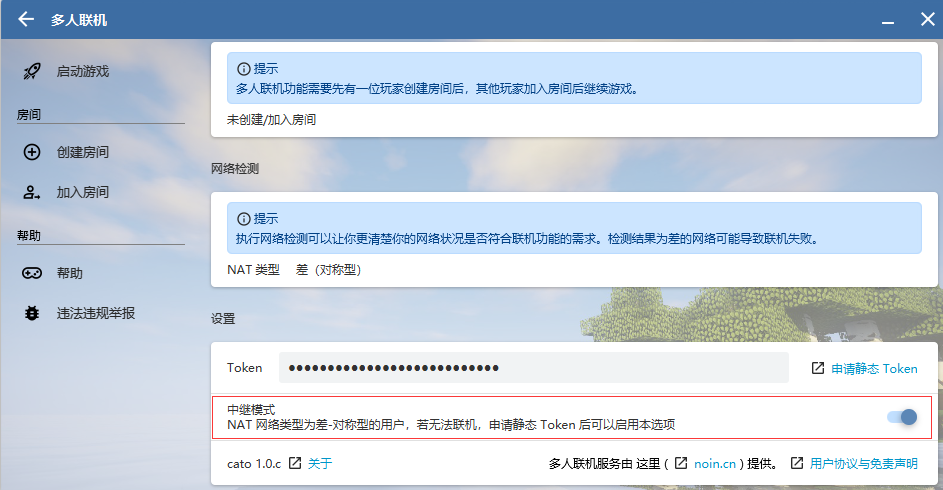 多人联机
启动游戏
房间
创建房间
加入房间
帮助
帮助
违法违规举报
提示
多人联机功能需要先有一位玩家创建房间后，其他玩家加入房间后继续游戏。
未创建/加入房间
网络检测
提示
执行网络检测可以让你更清楚你的网络状况是否符合联机功能的需求。检测结果为差的网络可能导致联机失败。
NAT 类型 差（对称型）
设置
Token ●●●●●●●●●●●●●●●●●●●●●●●●●●● 申请静态 Token
中继模式
NAT 网络类型为差-对称型的用户，若无法联机，申请静态 Token 后可以启用本选项
cato 1.0.c 关于 多人联机服务由 这里 ( noin.cn ) 提供。 用户协议与免责声明